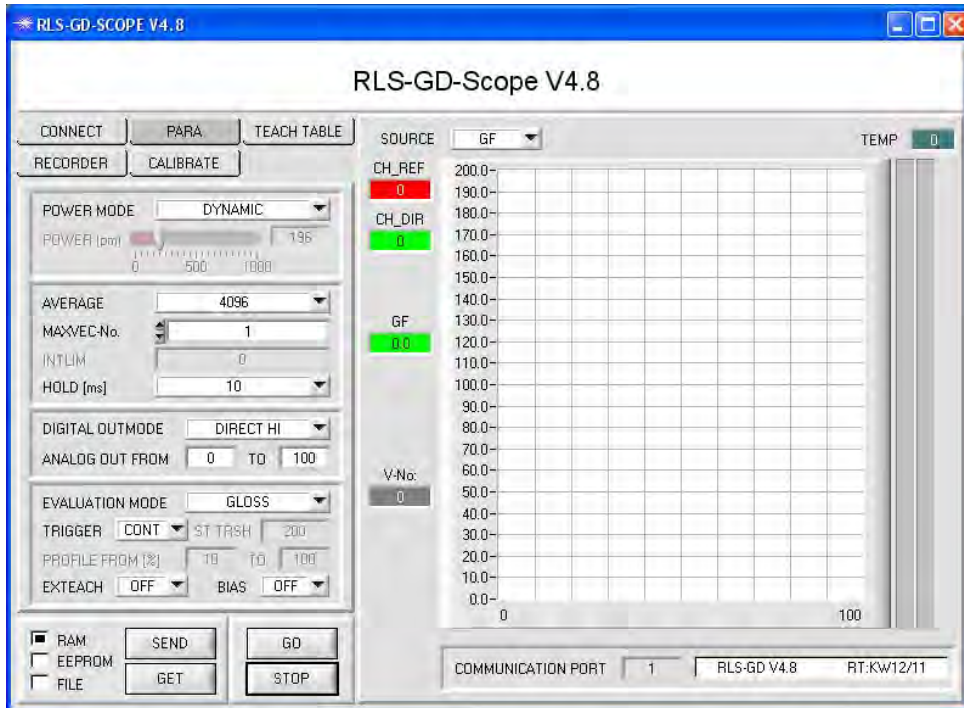 RLS-GD-SCOPE V4.8
RLS-GD-Scope V4.8
CONNECT PARA TEACH TABLE
RECORDER CALIBRATE
POWER MODE DYNAMIC
POWER [pm] 196
0 500 1000
AVERAGE 4096
MAXVEC-No. 1
INTLIM 0
HOLD [ms] 10
DIGITAL OUTMODE DIRECT HI
ANALOG OUT FROM 0 TO 100
EVALUATION MODE GLOSS
TRIGGER CONT ST TRSH 200
PROFILE FROM [%] 10 TO 100
EXTEACH OFF BIAS OFF
RAM
EEPROM
FILE
SEND
GET
GO
STOP
SOURCE GF TEMP 0
CH_REF
0
CH_DIR
0
GF
0.0
V-No:
0
200.0
190.0
180.0
170.0
160.0
150.0
140.0
130.0
120.0
110.0
100.0
90.0
80.0
70.0
60.0
50.0
40.0
30.0
20.0
10.0
0.0
0 100
COMMUNICATION PORT 1 RLS-GD V4.8 RT:KW12/11